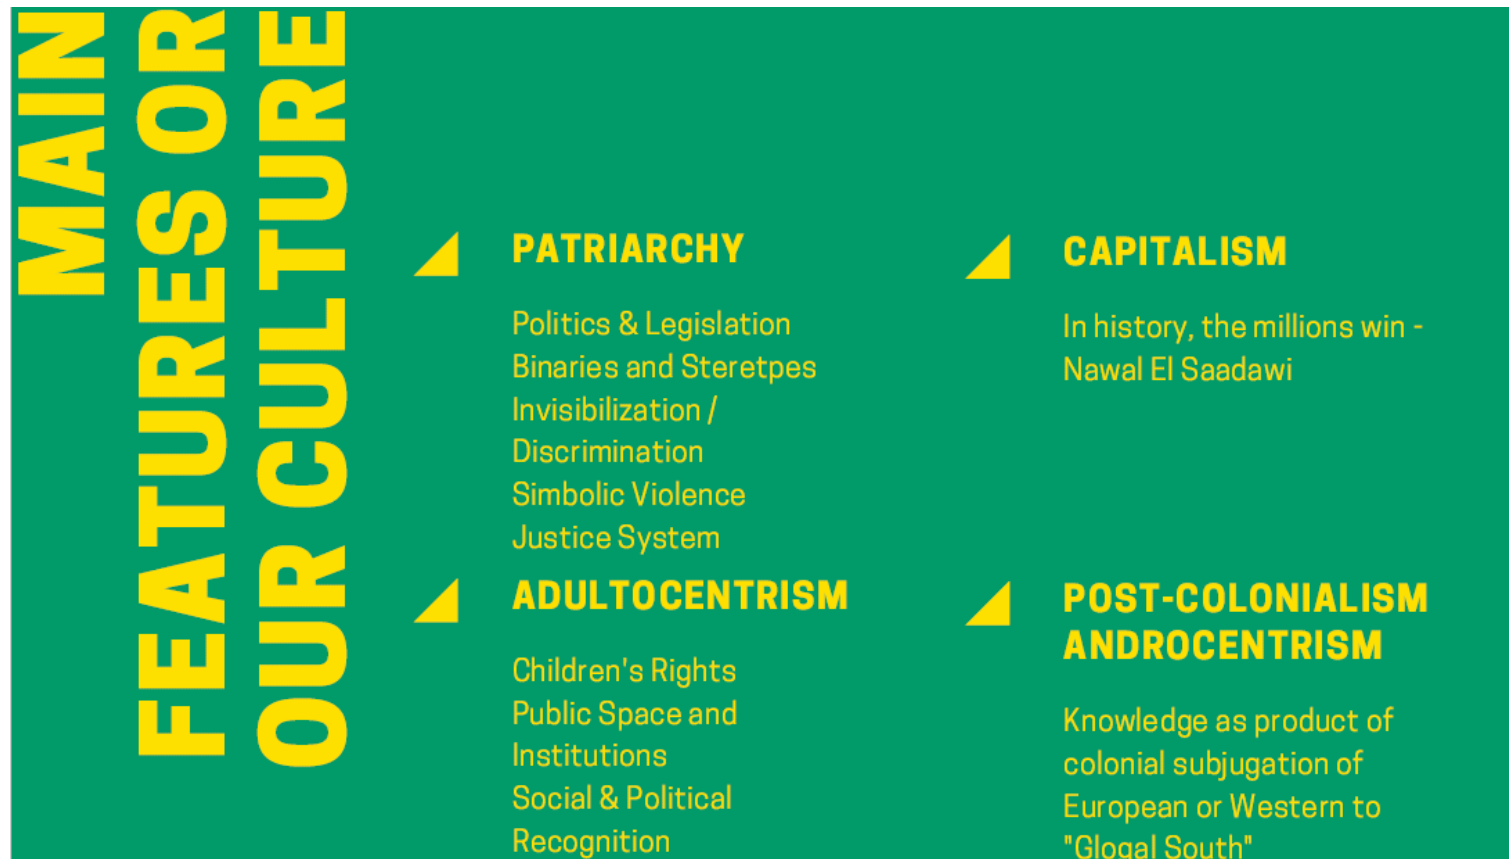 MAIN
FEATURES OR
OUR CULTURE
PATRIARCHY
Politics & Legislation
Binaries and Steretpes
Invisibilization /
Discrimination
Simbolic Violence
Justice System
CAPITALISM
In history, the millions win -
Nawal El Saadawi
ADULTOCENTRISM
Children's Rights
Public Space and
Institutions
Social & Political
Recognition
POST-COLONIALISM
ANDROCENTRISM
Knowledge as product of
colonial subjugation of
European or Western to
"Glogal South"